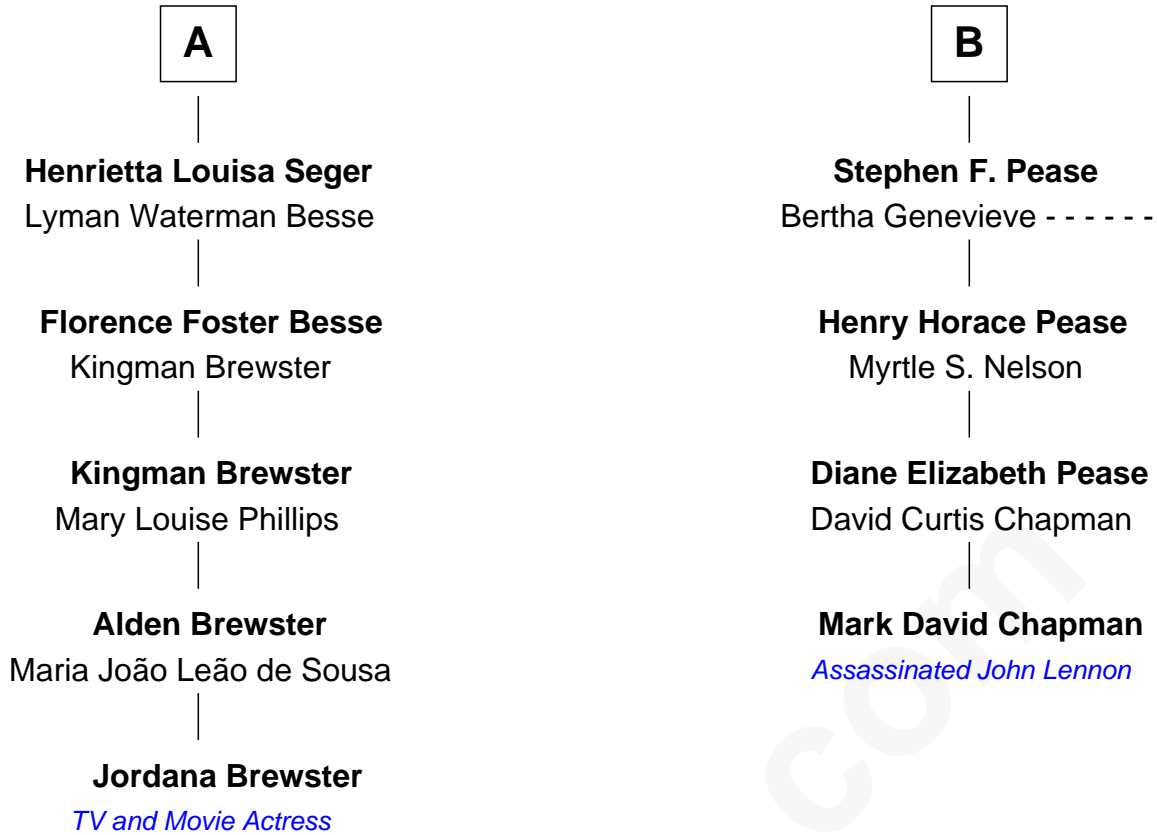 A
Henrietta Louisa Seger
Lyman Waterman Besse
Florence Foster Besse
Kingman Brewster
Kingman Brewster
Mary Louise Phillips
Alden Brewster
Maria João Leão de Sousa
Jordana Brewster
TV and Movie Actress
B
Stephen F. Pease
Bertha Genevieve - - - - - -
Henry Horace Pease
Myrtle S. Nelson
Diane Elizabeth Pease
David Curtis Chapman
Mark David Chapman
Assassinated John Lennon
com